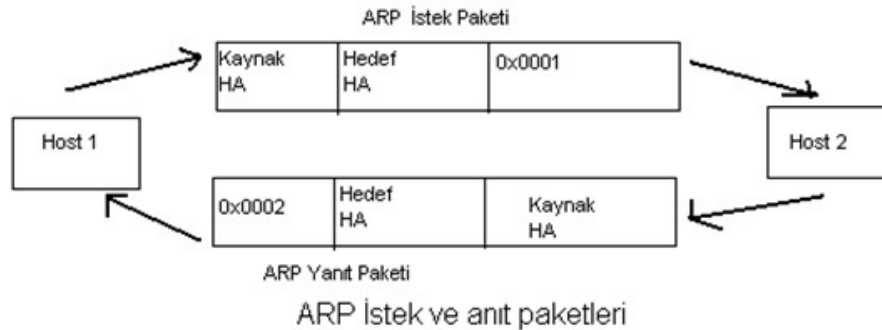 ARP İstek Paketi
Kaynak
HA
Hedef
HA
0x0001
Host 1
Host 2
0x0002
Hedef
HA
Kaynak
HA
ARP Yanıt Paketi
ARP İstek ve anıt paketleri